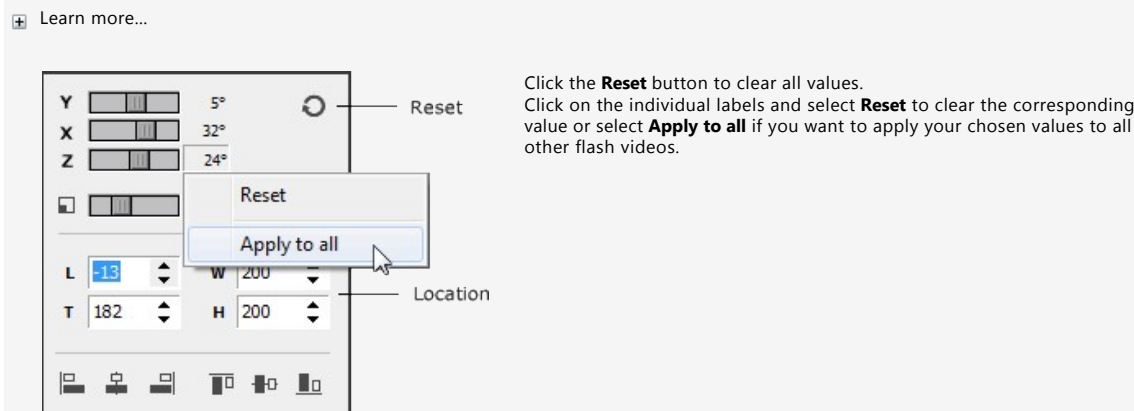 Learn more...
Click the Reset button to clear all values.
Click on the individual labels and select Reset to clear the corresponding
value or select Apply to all if you want to apply your chosen values to all
other flash videos.
Y 5° Reset
X 32°
Z 24°
Reset
Apply to all
L -13 W 200
Location
T 182 H 200